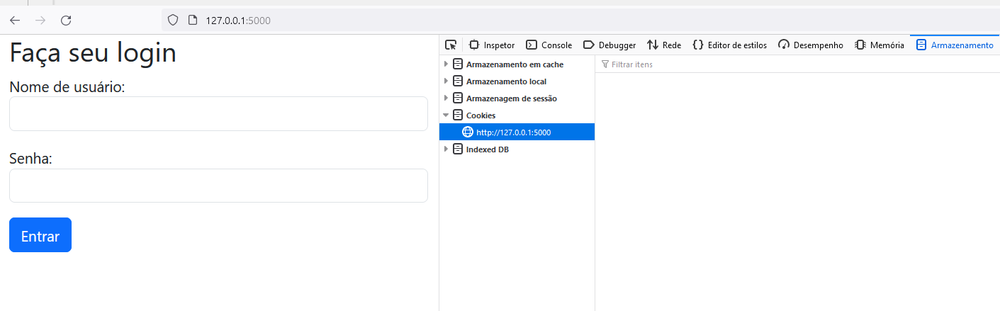 127.0.0.1:5000
Faça seu login
Nome de usuário:
Senha:
Entrar
Inspetor
Console
Debugger
Rede
Editor de estilos
Desempenho
Memória
Armazenamento
Armazenamento em cache
Armazenamento local
Armazenagem de sessão
Cookies
http://127.0.0.1:5000
Indexed DB
Filtrar itens